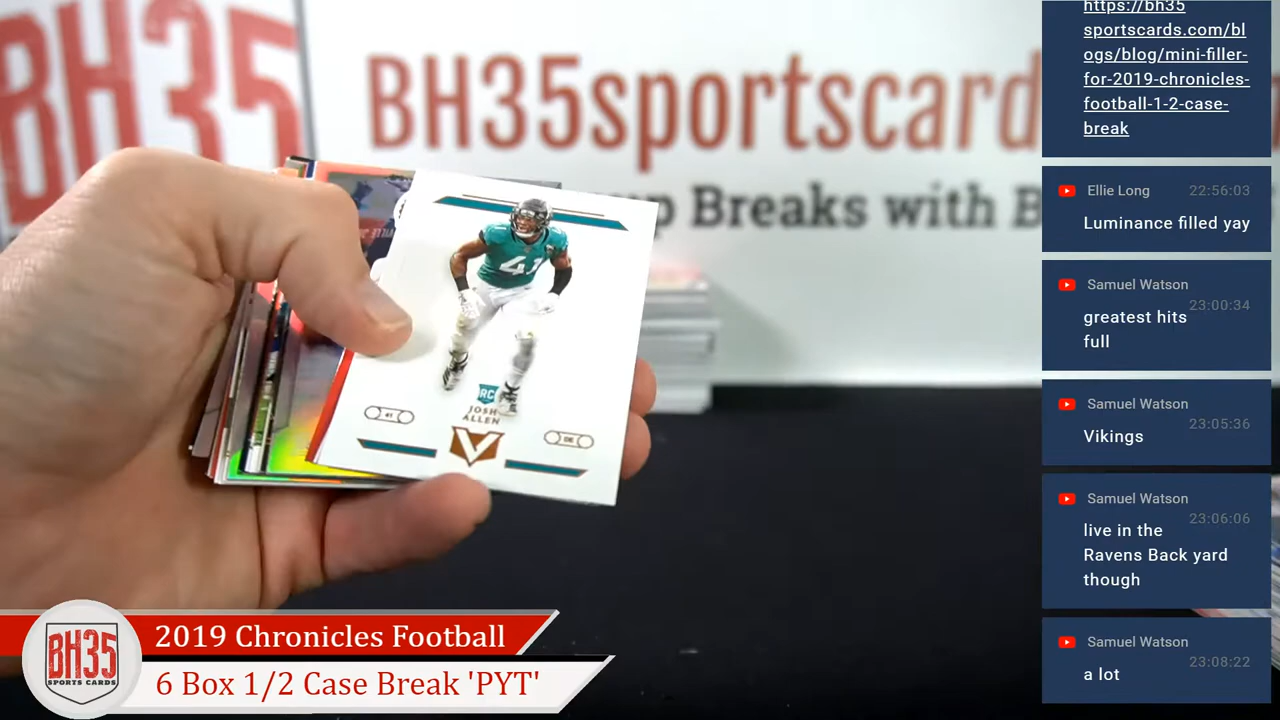 BH35
BH35sportscard
up Breaks with B
41
RC
JOSH
ALLEN
41
DE
V
BH35
SPORTS CARDS
2019 Chronicles Football
6 Box 1/2 Case Break 'PYT'
https://bh35
sportscards.com/bl
ogs/blog/mini-filler-
for-2019-chronicles-
football-1-2-case-
break
Ellie Long 22:56:03
Luminance filled yay
Samuel Watson
23:00:34
greatest hits
full
Samuel Watson
23:05:36
Vikings
Samuel Watson
23:06:06
live in the
Ravens Back yard
though
Samuel Watson
23:08:22
a lot